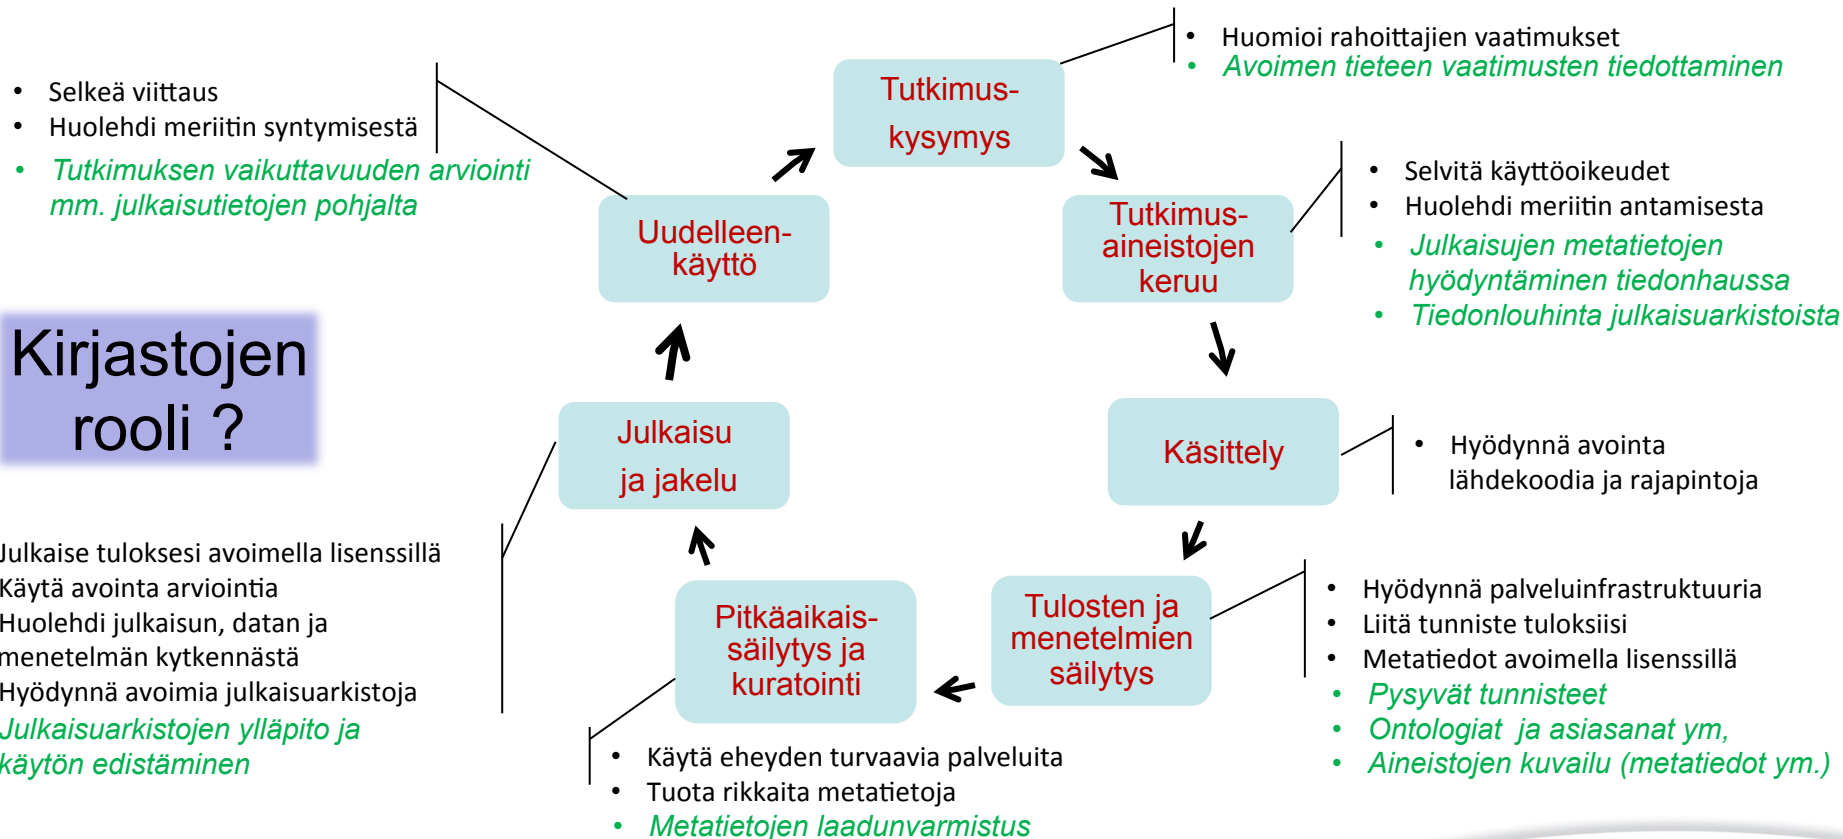 Tutkimus-
kysymys
• Huomioi rahoittajien vaatimukset
• Avoimen tieteen vaatimusten tiedottaminen
Tutkimus-
aineistojen
keruu
• Selvitä käyttöoikeudet
• Huolehdi meriitin antamisesta
• Julkaisujen metatietojen
hyödyntäminen tiedonhaussa
• Tiedonlouhinta julkaisuarkistoista
Käsittely
• Hyödynnä avointa
lähdekoodia ja rajapintoja
Tulosten ja
menetelmien
säilytys
• Hyödynnä palveluinfrastruktuuria
• Liitä tunniste tuloksiisi
• Metatiedot avoimella lisenssillä
• Pysyvät tunnisteet
• Ontologiat ja asiasanat ym,
• Aineistojen kuvailu (metatiedot ym.)
Pitkäaikais-
säilytys ja
kuratointi
• Käytä eheyden turvaavia palveluita
• Tuota rikkaita metatietoja
• Metatietojen laadunvarmistus
Julkaisu
ja jakelu
Julkaise tuloksesi avoimella lisenssillä
Käytä avointa arviointia
Huolehdi julkaisun, datan ja
menetelmän kytkennästä
Hyödynnä avoimia julkaisuarkistoja
Julkaisuarkistojen ylläpito ja
käytön edistäminen
Uudelleen-
käyttö
• Selkeä viittaus
• Huolehdi meriitin syntymisestä
• Tutkimuksen vaikuttavuuden arviointi
mm. julkaisutietojen pohjalta
Kirjastojen
rooli ?